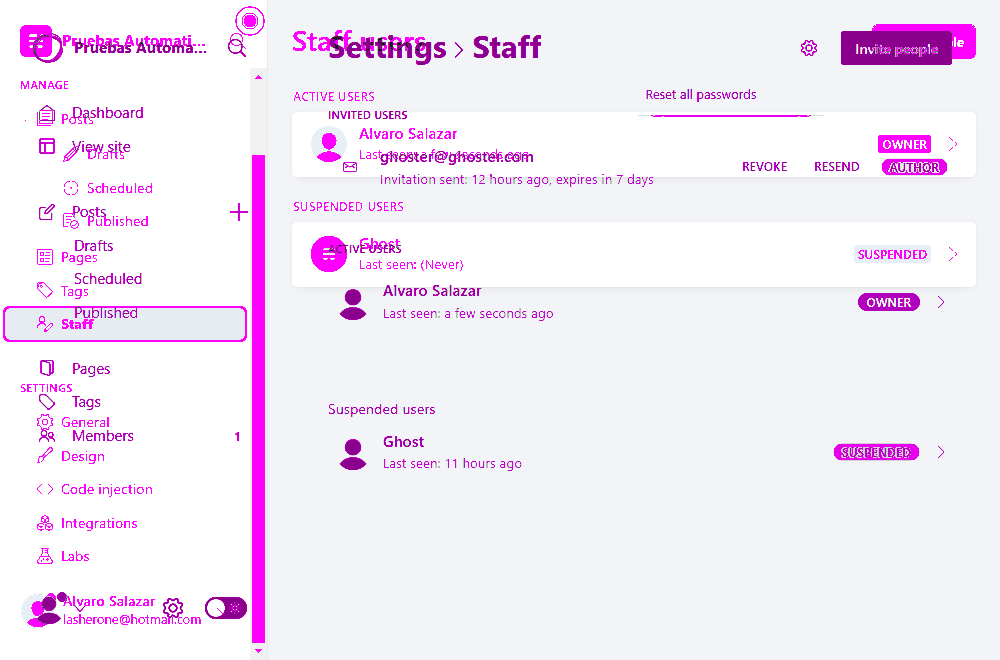 Pruebas Automati...
Pruebas Automa...
MANAGE
Dashboard
Posts
View site
Drafts
Scheduled
Posts
Published
Drafts
Pages
Scheduled
Tags
Published
Staff
Pages
SETTINGS
Tags
General
Members 1
Design
Code injection
Integrations
Labs
Alvaro Salazar
lasherone@hotmail.com
Staff users
Settings › Staff
Invite people
ACTIVE USERS
Reset all passwords
INVITED USERS
Alvaro Salazar
OWNER
Last seen: a few seconds ago
ghoster@ghoster.com
REVOKE RESEND AUTHOR
Invitation sent: 12 hours ago, expires in 7 days
SUSPENDED USERS
Ghost
ACTIVE USERS
SUSPENDED
Last seen: (Never)
Alvaro Salazar
OWNER
Last seen: a few seconds ago
Suspended users
Ghost
SUSPENDED
Last seen: 11 hours ago